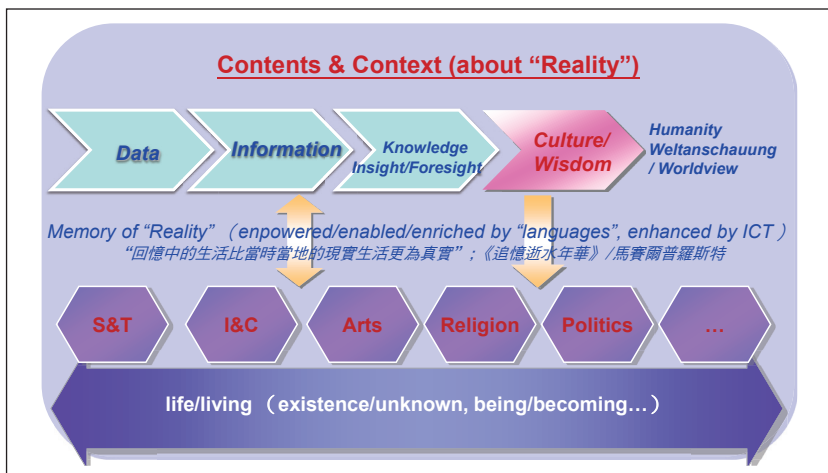 Contents & Context (about “Reality”)
Data
Information
Knowledge
Insight/Foresight
Culture/
Wisdom
Humanity
Weltanschauung
/ Worldview
Memory of “Reality” （enpowered/enabled/enriched by “languages”, enhanced by ICT）
“回憶中的生活比當時當地的現實生活更為真實”；《追憶逝水年華》/馬賽爾普羅斯特
S&T
I&C
Arts
Religion
Politics
…
life/living （existence/unknown, being/becoming…）